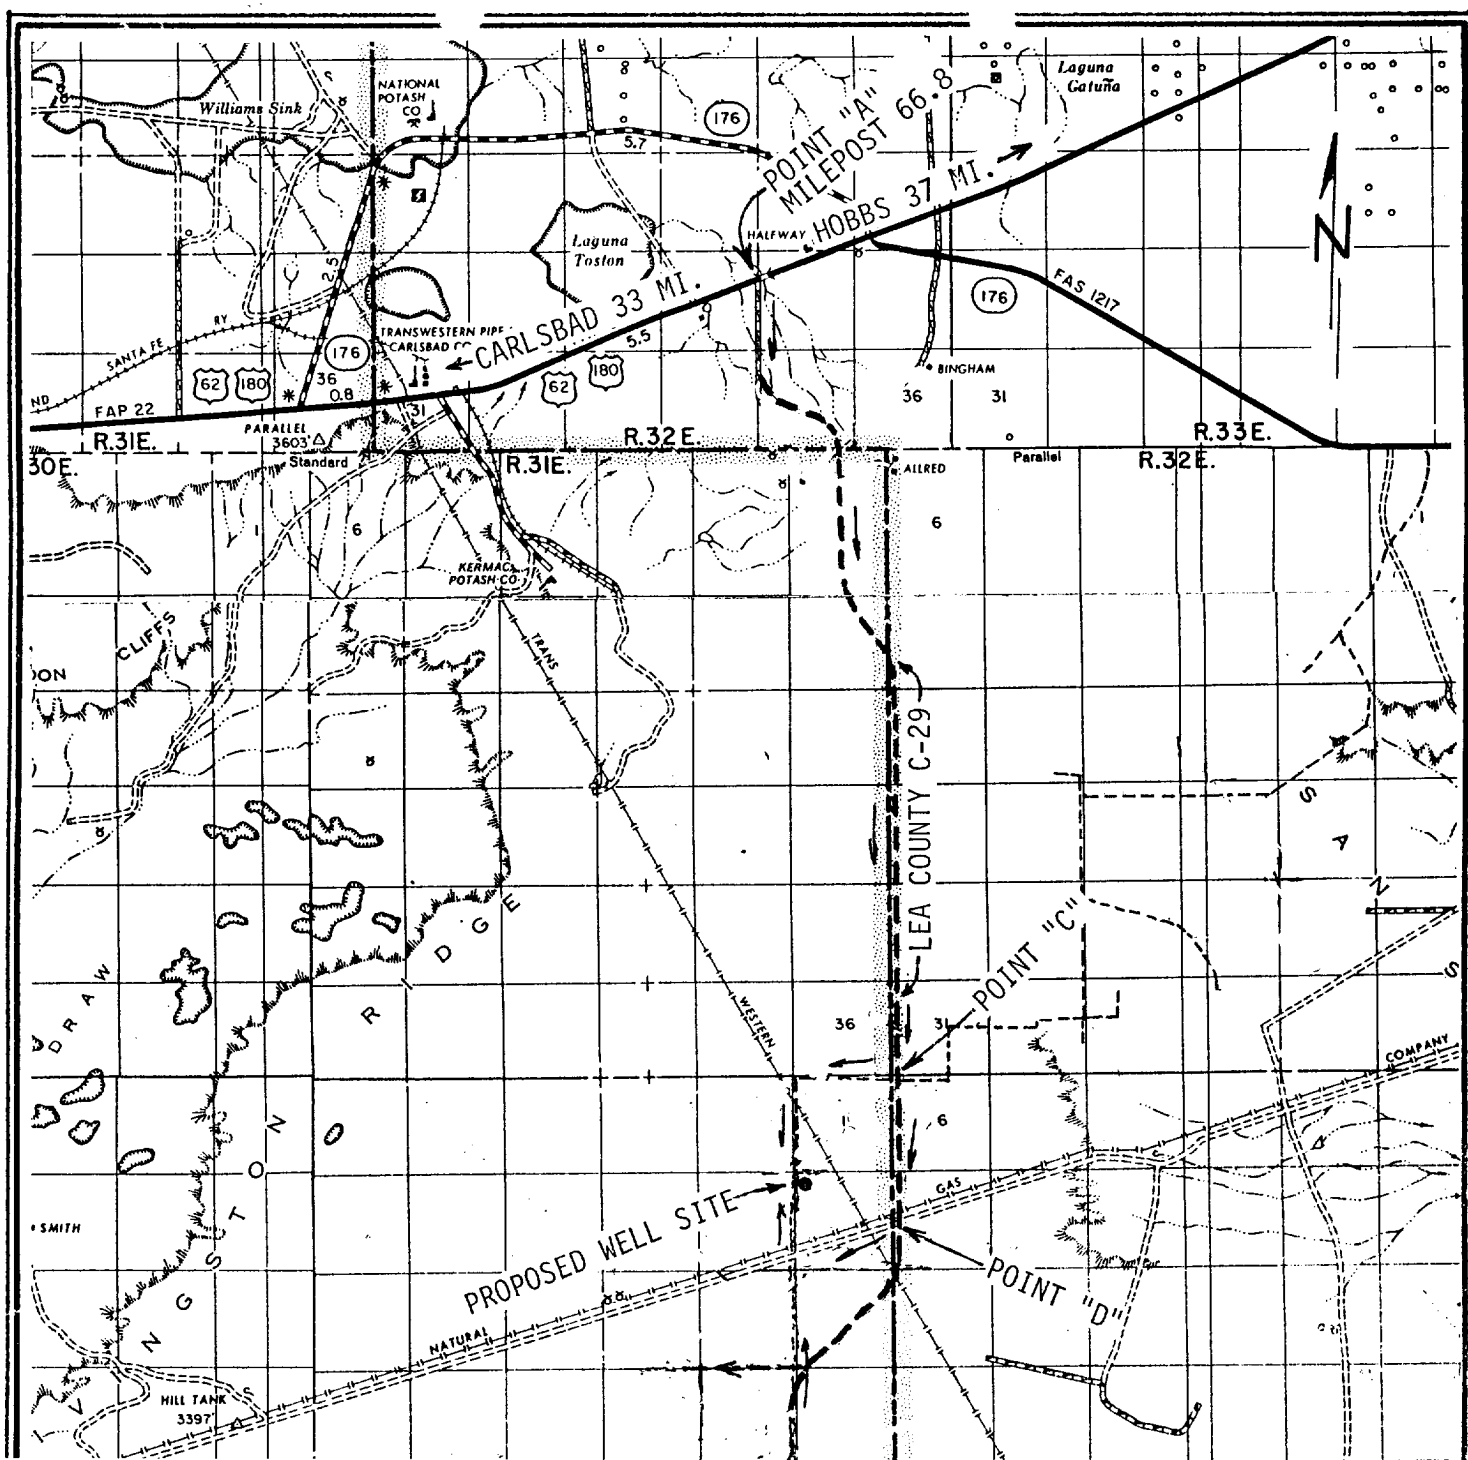 NATIONAL
POTASH
CO
Williams Sink
176
5.7
POINT "A"
MILEPOST 66.8
Laguna
Gatuña
HOBBS 37 MI.
HALFWAY
N
Laguna
Toston
2.5
CARLSBAD 33 MI.
5.5
FAS 1217
176
TRANSWESTERN PIPE
CARLSBAD
SANTA FE
RY
176
62
180
36
0.8
31
62
180
BINGHAM
36
31
ND
FAP 22
R.31E.
PARALLEL
3603'
R.32E.
R.33E.
30E.
Standard
R.31E.
ALLRED
Parallel
R.32E.
1
6
6
KERMAC
POTASH CO
CLIFFS
TRANS
LEA COUNTY C-29
S
A
N
S
RIDGE
DRAW
POINT "C"
WESTERN
36
31
COMPANY
1
6
GAS
PROPOSED WELL SITE
SMITH
POINT "D"
NATURAL
V
I
N
G
S
T
O
N
HILL TANK
3397'